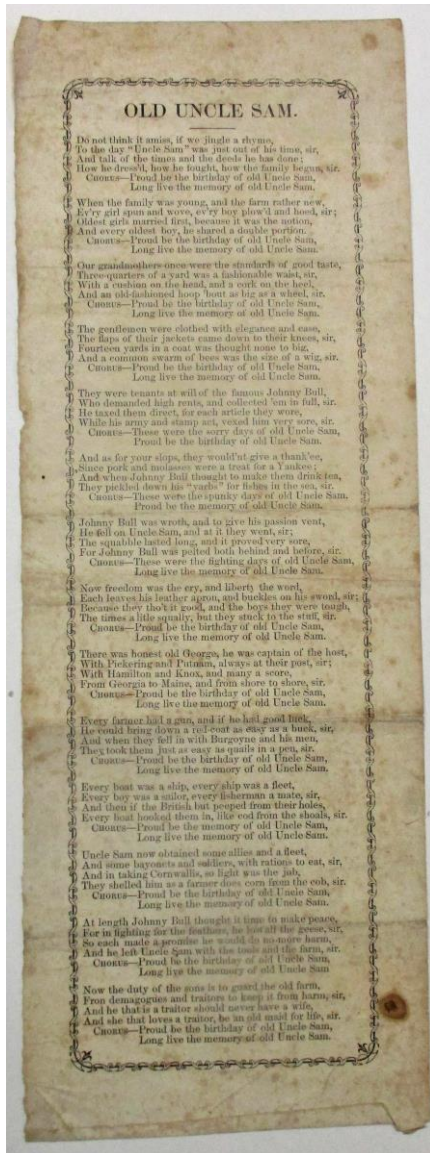 OLD UNCLE SAM.
Do not think it amiss, if we jingle a rhyme,
To the day "Uncle Sam" was just out of his time, sir,
And talk of the times and the deeds he has done;
How he dress'd, how he fought, how the family begun, sir.
CHORUS—Proud be the birthday of old Uncle Sam,
Long live the memory of old Uncle Sam.
When the family was young, and the farm rather new,
Ev'ry girl spun and wove, ev'ry boy plow'd and hoed, sir;
Oldest girls married first, because it was the notion,
And every oldest boy, he shared a double portion.
CHORUS—Proud be the birthday of old Uncle Sam,
Long live the memory of old Uncle Sam.
Our grandmothers once were the standards of good taste,
Three-quarters of a yard was a fashionable waist, sir,
With a cushion on the head, and a cork on the heel,
And an old-fashioned hoop 'bout as big as a wheel, sir.
CHORUS—Proud be the birthday of old Uncle Sam,
Long live the memory of old Uncle Sam.
The gentlemen were clothed with elegance and ease,
The flaps of their jackets came down to their knees, sir,
Fourteen yards in a coat was thought none to big,
And a common swarm of bees was the size of a wig, sir.
CHORUS—Proud be the birthday of old Uncle Sam,
Long live the memory of old Uncle Sam.
They were tenants at will of the famous Johnny Bull,
Who demanded high rents, and collected 'em in full, sir.
He taxed them direct, for each article they wore,
While his army and stamp act, vexed him very sore, sir.
CHORUS—These were the sorry days of old Uncle Sam,
Proud be the birthday of old Uncle Sam.
And as for your slops, they would'nt give a thank'ee,
Since pork and molasses were a treat for a Yankee;
And when Johnny Bull thought to make them drink tea,
They pickled down his "yarbs" for fishes in the sea, sir.
CHORUS—These were the spunky days of old Uncle Sam.
Proud be the memory of old Uncle Sam.
Johnny Bull was wroth, and to give his passion vent,
He fell on Uncle Sam, and at it they went, sir;
The squabble lasted long, and it proved very sore,
For Johnny Bull was pelted both behind and before, sir.
CHORUS—These were the fighting days of old Uncle Sam,
Long live the memory of old Uncle Sam.
Now freedom was the cry, and liberty the word,
Each leaves his leather apron, and buckles on his sword, sir;
Because they tho't it good, and the boys they were tough,
The times a litle squally, but they stuck to the stuff, sir.
CHORUS—Proud be the birthday of old Uncle Sam,
Long live the memory of old Uncle Sam.
There was honest old George, he was captain of the host,
With Pickering and Putnam, always at their post, sir;
With Hamilton and Knox, and many a score,
From Georgia to Maine, and from shore to shore, sir.
CHORUS—Proud be the birthday of old Uncle Sam,
Long live the memory of old Uncle Sam.
Every farmer had a gun, and if he had good luck,
He could bring down a red-coat as easy as a buck, sir,
And when they fell in with Burgoyne and his men,
They took them just as easy as quails in a pen, sir.
CHORUS—Proud be the birthday of old Uncle Sam,
Long live the memory of old Uncle Sam.
Every boat was a ship, every ship was a fleet,
Every boy was a sailor, every fisherman a mate, sir,
And then if the British but peeped from their holes,
Every boat hooked them in, like cod from the shoals, sir.
CHORUS—Proud be the birthday of old Uncle Sam,
Long live the memory of old Uncle Sam.
Uncle Sam now obtained some allies and a fleet,
And some bayonets and soldiers, with rations to eat, sir,
And in taking Cornwallis, so light was the job,
They shelled him as a farmer does corn from the cob, sir.
CHORUS—Proud be the birthday of old Uncle Sam,
Long live the memory of old Uncle Sam.
At length Johnny Bull thought it time to make peace,
For in fighting for the feathers, he lost all the geese, sir,
So each made a promise he would do no more harm,
And he left Uncle Sam with the tools and the farm, sir.
CHORUS—Proud be the birthday of old Uncle Sam,
Long live the memory of old Uncle Sam
Now the duty of the sons is to guard the old farm,
Fron demagogues and traitors to keep it from harm, sir,
And he that is a traitor should never have a wife,
And she that loves a traitor, be an old maid for life, sir.
CHORUS—Proud be the birthday of old Uncle Sam,
Long live the memory of old Uncle Sam.